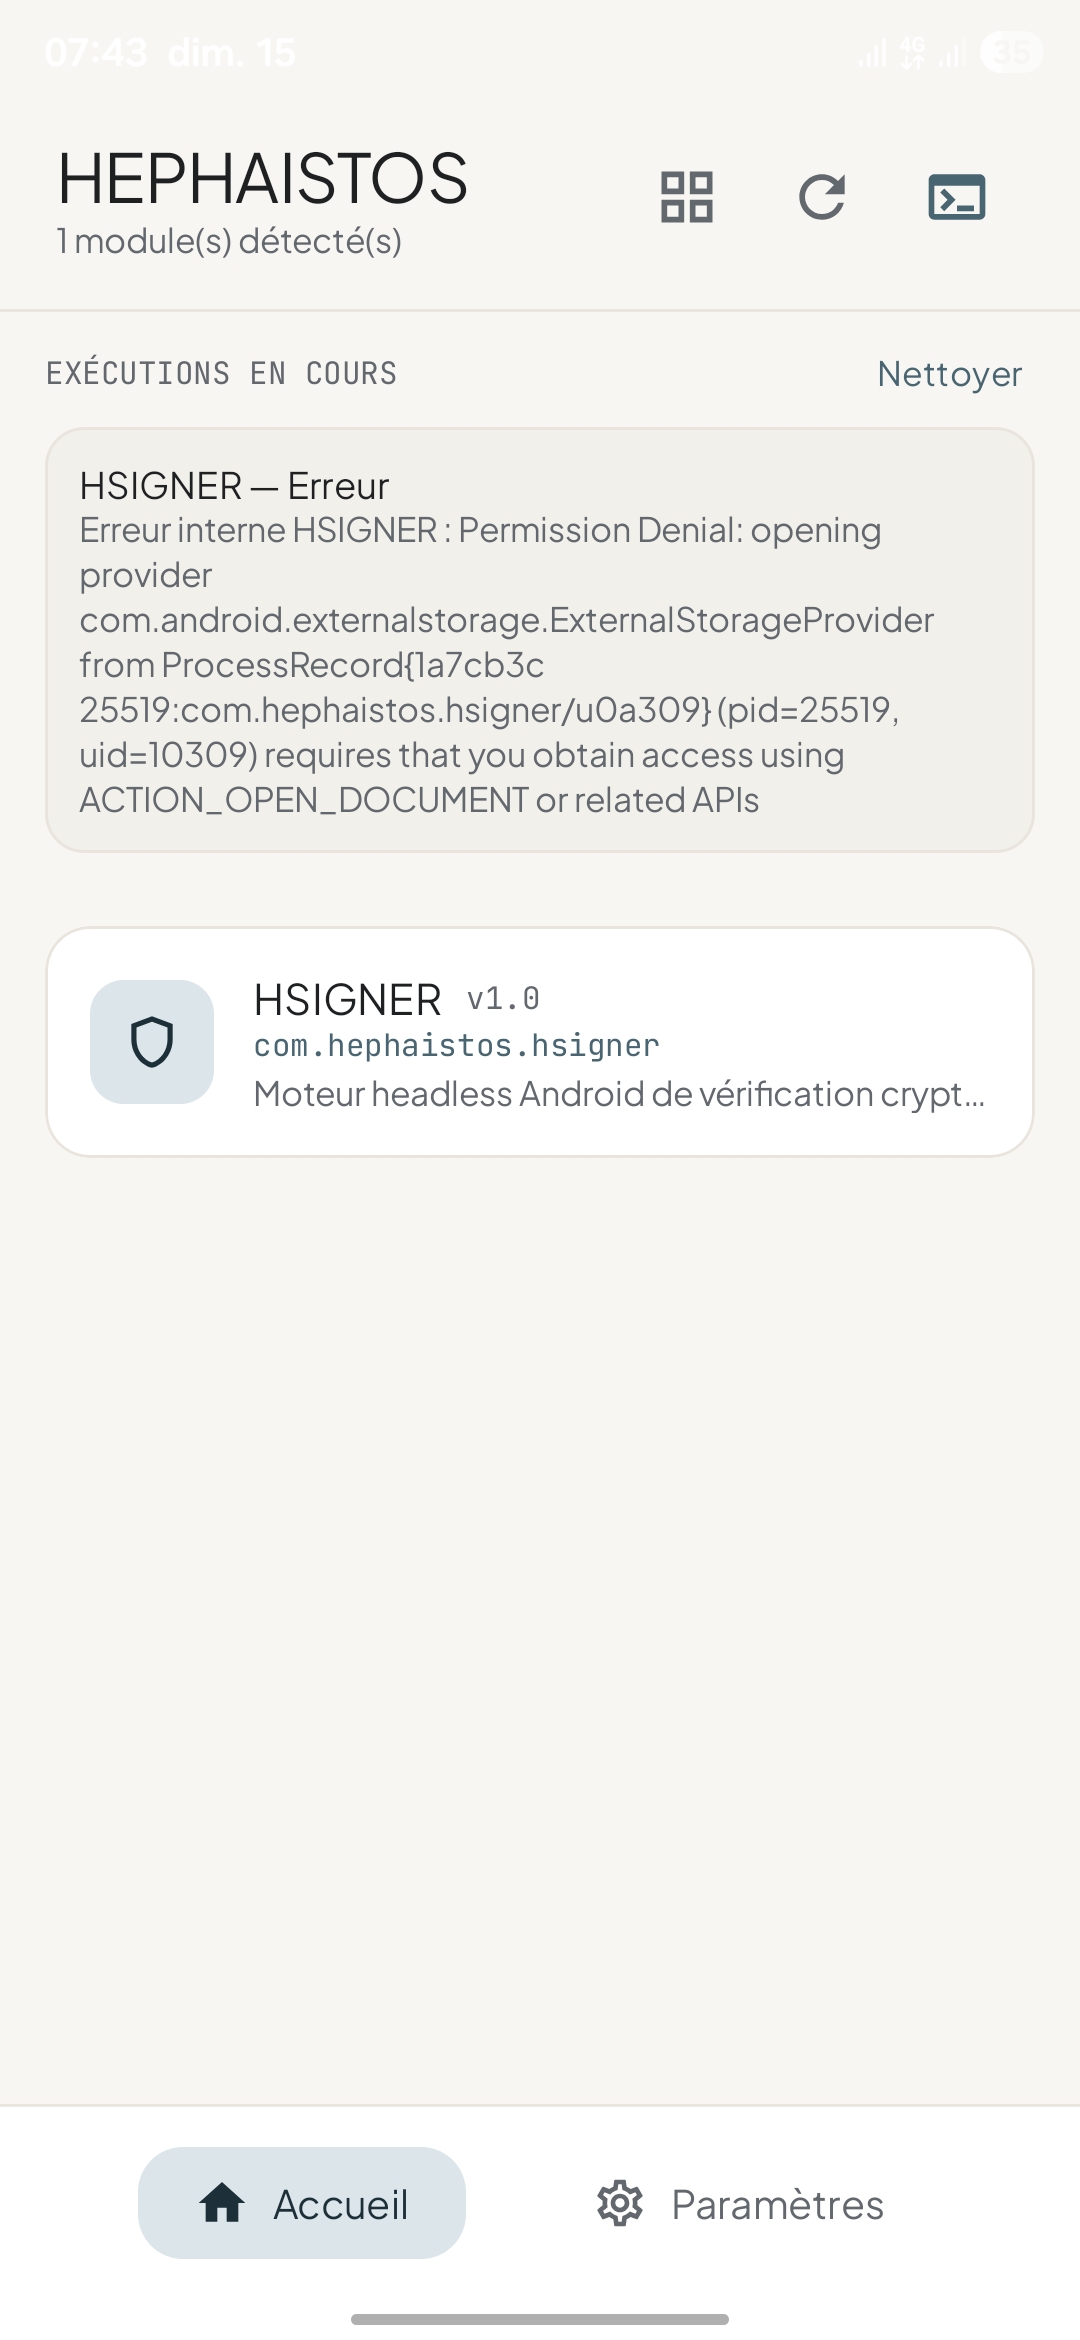 07:43 dim. 15
4G
35
HEPHAISTOS
1 module(s) détecté(s)
EXÉCUTIONS EN COURS
Nettoyer
HSIGNER — Erreur
Erreur interne HSIGNER : Permission Denial: opening
provider
com.android.externalstorage.ExternalStorageProvider
from ProcessRecord{1a7cb3c
25519:com.hephaistos.hsigner/u0a309} (pid=25519,
uid=10309) requires that you obtain access using
ACTION_OPEN_DOCUMENT or related APIs
HSIGNER v1.0
com.hephaistos.hsigner
Moteur headless Android de vérification crypt...
Accueil
Paramètres